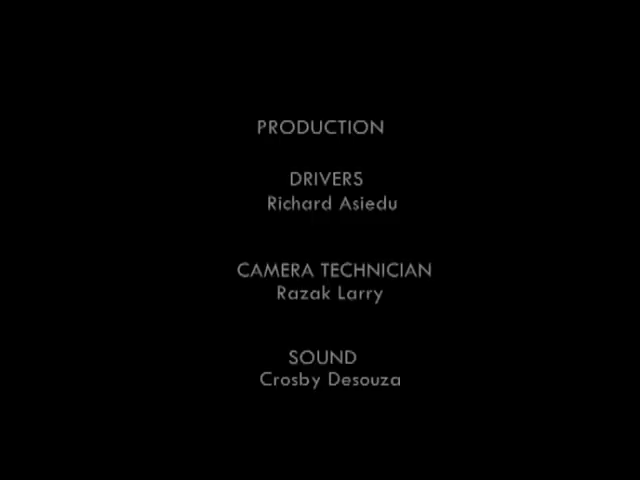 PRODUCTION
DRIVERS
Richard Asiedu
CAMERA TECHNICIAN
Razak Larry
SOUND
Crosby Desouza